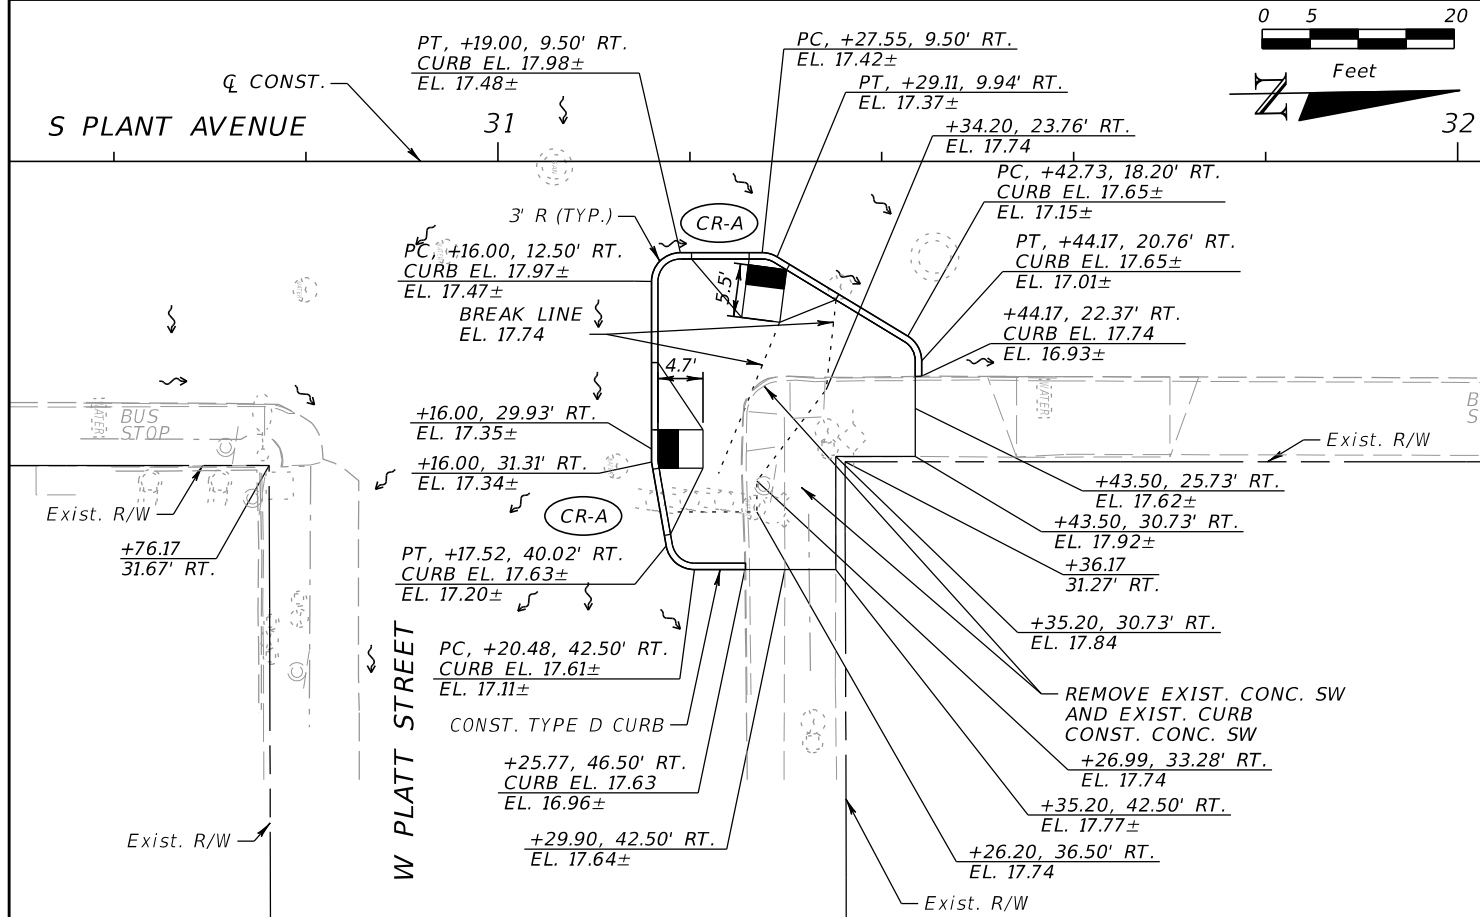 0 5 20
Feet
N
PT, +19.00, 9.50' RT.
CURB EL. 17.98±
EL. 17.48±
PC, +27.55, 9.50' RT.
EL. 17.42±
PT, +29.11, 9.94' RT.
EL. 17.37±
℄ CONST.
S PLANT AVENUE
31
32
+34.20, 23.76' RT.
EL. 17.74
PC, +42.73, 18.20' RT.
CURB EL. 17.65±
EL. 17.15±
3' R (TYP.)
CR-A
PC, +16.00, 12.50' RT.
CURB EL. 17.97±
EL. 17.47±
PT, +44.17, 20.76' RT.
CURB EL. 17.65±
EL. 17.01±
5.5'
BREAK LINE
EL. 17.74
+44.17, 22.37' RT.
CURB EL. 17.74
EL. 16.93±
4.7'
WATER
WATER
BUS
STOP
B
S
+16.00, 29.93' RT.
EL. 17.35±
+16.00, 31.31' RT.
EL. 17.34±
Exist. R/W
Exist. R/W
+43.50, 25.73' RT.
EL. 17.62±
CR-A
+43.50, 30.73' RT.
EL. 17.92±
+76.17
31.67' RT.
PT, +17.52, 40.02' RT.
CURB EL. 17.63±
EL. 17.20±
+36.17
31.27' RT.
+35.20, 30.73' RT.
EL. 17.84
PC, +20.48, 42.50' RT.
CURB EL. 17.61±
EL. 17.11±
REMOVE EXIST. CONC. SW
AND EXIST. CURB
CONST. CONC. SW
W PLATT STREET
CONST. TYPE D CURB
+25.77, 46.50' RT.
CURB EL. 17.63
EL. 16.96±
+26.99, 33.28' RT.
EL. 17.74
+35.20, 42.50' RT.
EL. 17.77±
Exist. R/W
+29.90, 42.50' RT.
EL. 17.64±
+26.20, 36.50' RT.
EL. 17.74
Exist. R/W